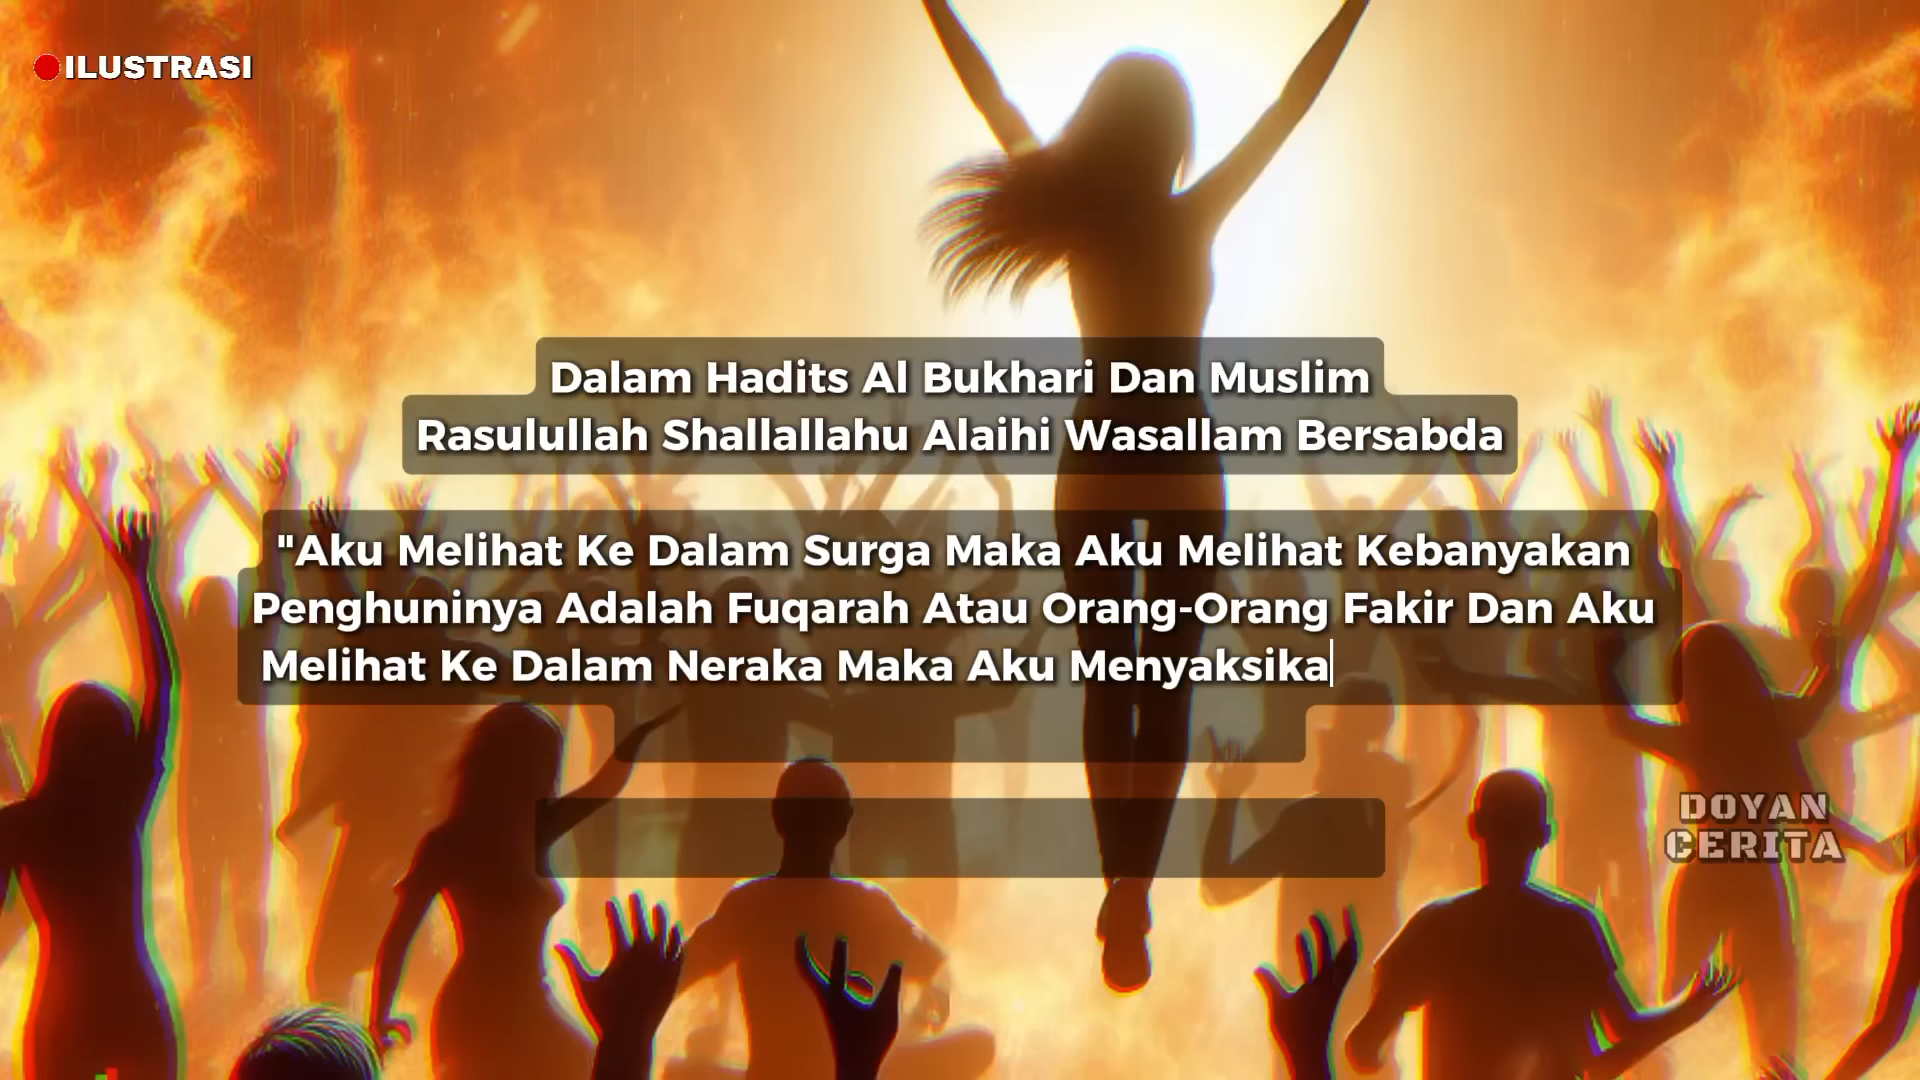 ILUSTRASI
Dalam Hadits Al Bukhari Dan Muslim
Rasulullah Shallallahu Alaihi Wasallam Bersabda
"Aku Melihat Ke Dalam Surga Maka Aku Melihat Kebanyakan
Penghuninya Adalah Fuqarah Atau Orang-Orang Fakir Dan Aku
Melihat Ke Dalam Neraka Maka Aku Menyaksika
DOYAN
CERITA